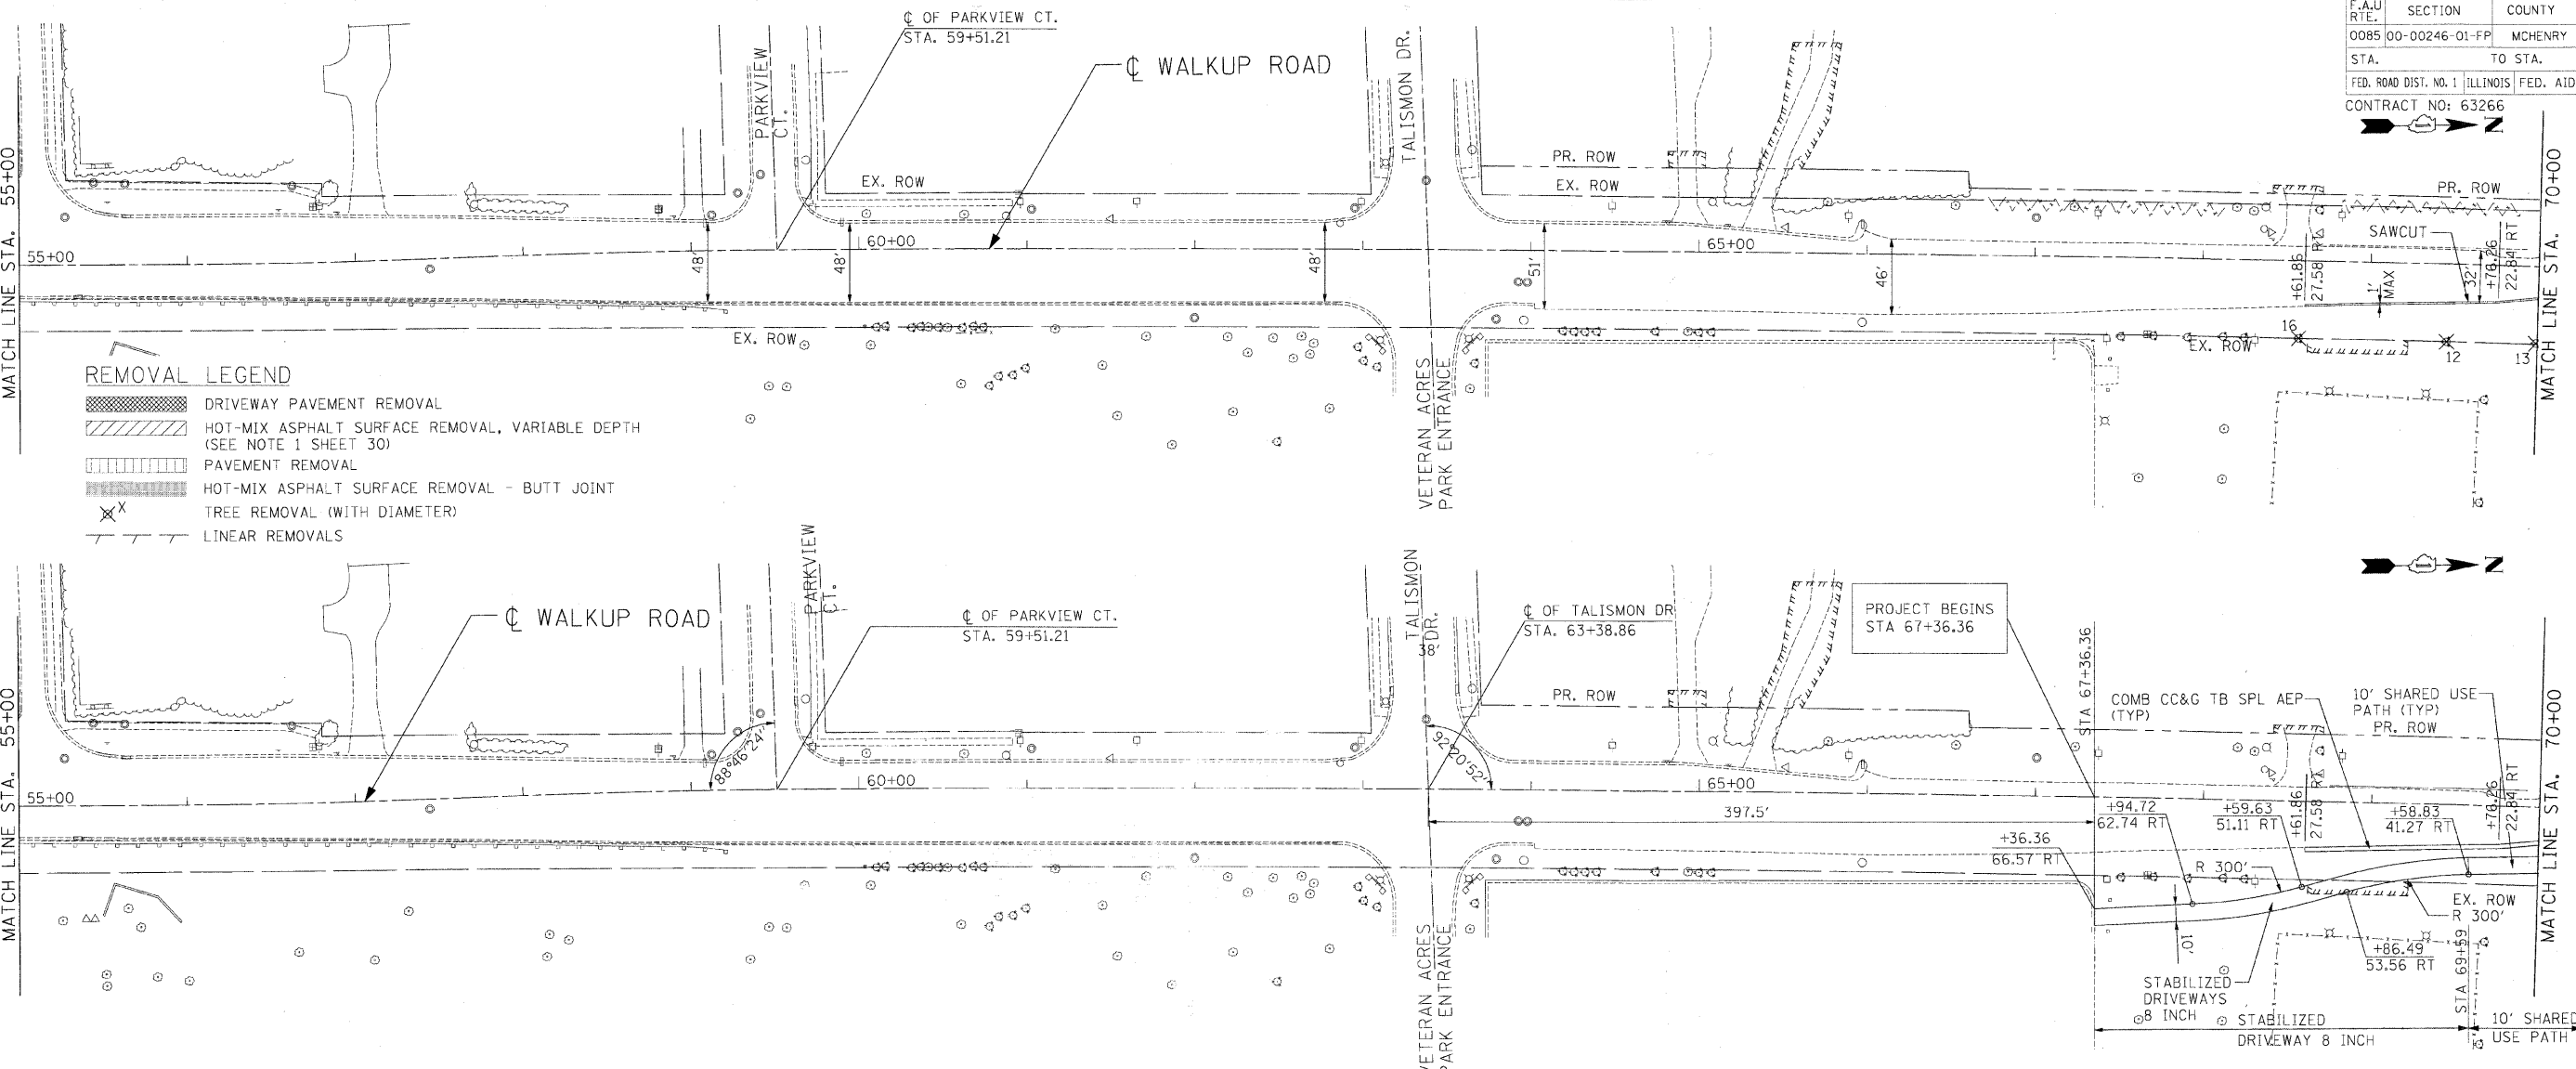 F.A.U RTE. SECTION COUNTY
0085 00-00246-01-FP MCHENRY
STA. TO STA.
FED. ROAD DIST. NO. 1 ILLINOIS FED. AID
CONTRACT NO: 63266
N
℄ OF PARKVIEW CT.
STA. 59+51.21
℄ WALKUP ROAD
PARKVIEW
CT.
TALISMON DR.
MATCH LINE STA. 55+00
MATCH LINE STA. 70+00
EX. ROW
PR. ROW
EX. ROW
PR. ROW
55+00
60+00
65+00
48'
48'
48'
51'
46'
SAWCUT
+61.86
27.58 RT
1'
MAX
32'
+76.26
22.84 RT
EX. ROW
EX. ROW
16
12
13
VETERAN ACRES
PARK ENTRANCE
REMOVAL LEGEND
DRIVEWAY PAVEMENT REMOVAL
HOT-MIX ASPHALT SURFACE REMOVAL, VARIABLE DEPTH
(SEE NOTE 1 SHEET 30)
PAVEMENT REMOVAL
HOT-MIX ASPHALT SURFACE REMOVAL - BUTT JOINT
X
TREE REMOVAL (WITH DIAMETER)
LINEAR REMOVALS
N
℄ WALKUP ROAD
PARKVIEW
CT.
℄ OF PARKVIEW CT.
STA. 59+51.21
TALISMON
DR.
38'
℄ OF TALISMON DR
STA. 63+38.86
PROJECT BEGINS
STA 67+36.36
STA 67+36.36
COMB CC&G TB SPL AEP
(TYP)
10' SHARED USE
PATH (TYP)
PR. ROW
PR. ROW
MATCH LINE STA. 55+00
MATCH LINE STA. 70+00
55+00
88°46'24"
60+00
92°20'52"
65+00
397.5'
+94.72
62.74 RT
+59.63
51.11 RT
+61.86
27.58 RT
+58.83
41.27 RT
+76.26
22.84 RT
+36.36
66.57 RT
R 300'
EX. ROW
R 300'
10'
+86.49
53.56 RT
STA 69+59
STABILIZED
DRIVEWAYS
8 INCH
STABILIZED
DRIVEWAY 8 INCH
10' SHARED
USE PATH
VETERAN ACRES
PARK ENTRANCE